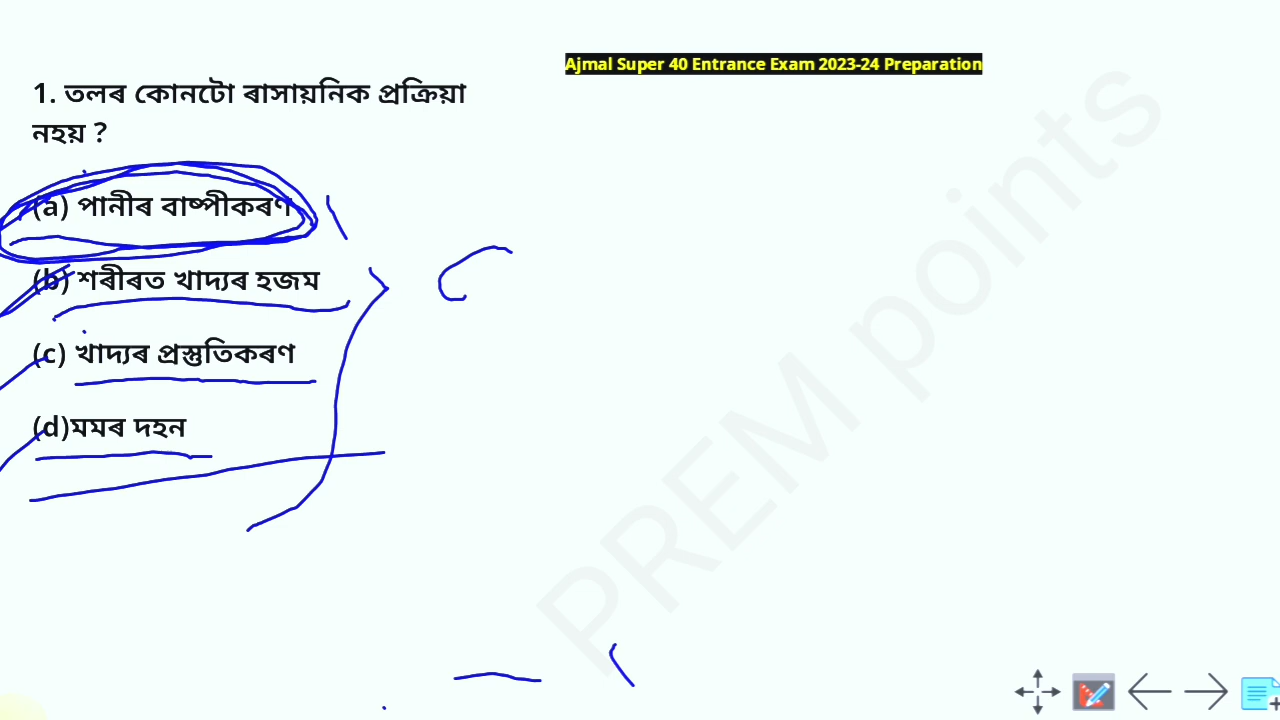 Ajmal Super 40 Entrance Exam 2023-24 Preparation
1. তলৰ কোনটো ৰাসায়নিক প্ৰক্ৰিয়া
নহয় ?
(a) পানীৰ বাষ্পীকৰণ
(b) শৰীৰত খাদ্যৰ হজম
(c) খাদ্যৰ প্ৰস্তুতিকৰণ
(d)মমৰ দহন
PREM points